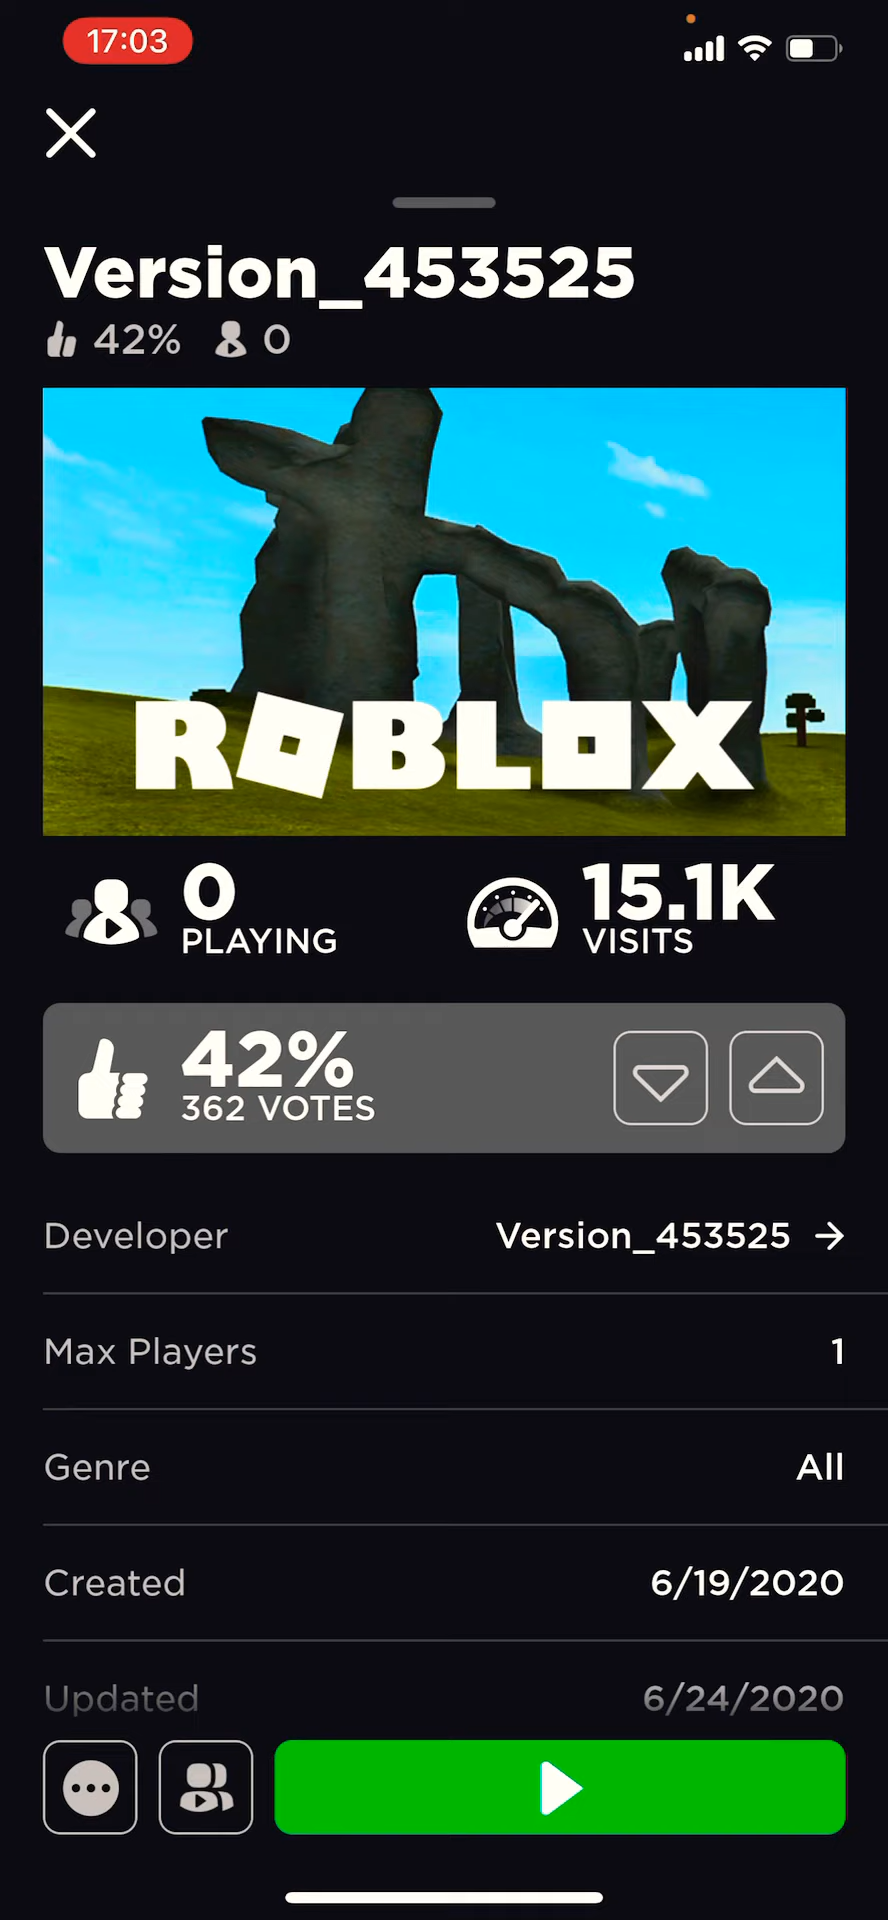 17:03
Version_453525
42% 0
ROBLOX
0
PLAYING
15.1K
VISITS
42%
362 VOTES
Developer Version_453525
Max Players 1
Genre All
Created 6/19/2020
Updated 6/24/2020